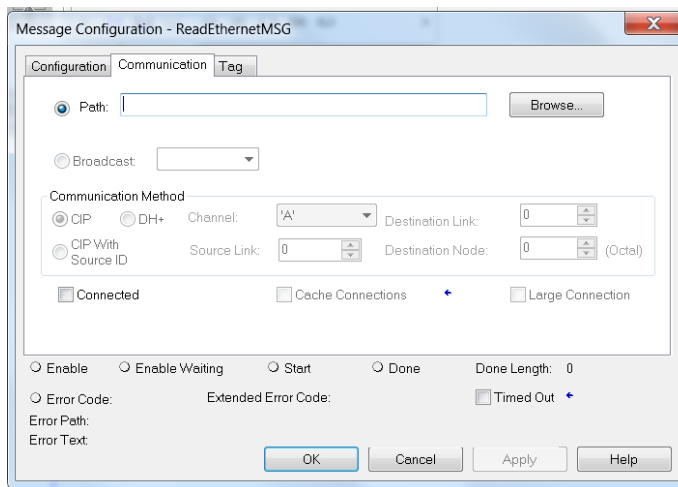 Message Configuration - ReadEthernetMSG
Configuration Communication Tag
Path: Browse...
Broadcast:
Communication Method
CIP DH+ Channel: 'A' Destination Link: 0
CIP With Source ID Source Link: 0 Destination Node: 0 (Octal)
Connected Cache Connections Large Connection
Enable Enable Waiting Start Done Done Length: 0
Error Code: Extended Error Code: Timed Out
Error Path:
Error Text:
OK Cancel Apply Help